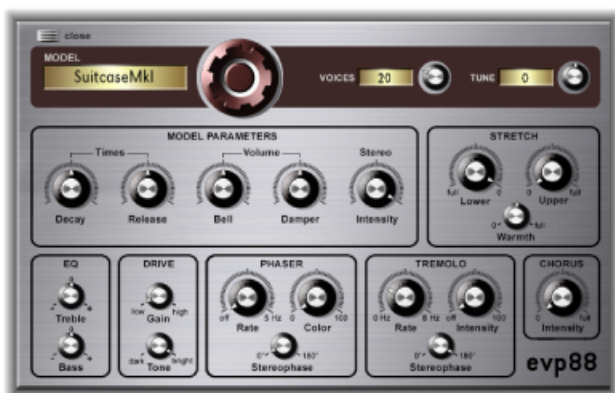 close
MODEL
SuitcaseMkI
VOICES 20 TUNE 0
MODEL PARAMETERS
Times Volume Stereo
Decay Release Bell Damper Intensity
STRETCH
full 0 0 full
Lower Upper
0 full
Warmth
EQ
0
- Treble +
0
- Bass +
DRIVE
low high
Gain
dark bright
Tone
PHASER
off 5 Hz 0 100
Rate Color
0° 180°
Stereophase
TREMOLO
0 Hz 8 Hz off 100
Rate Intensity
0° 180°
Stereophase
CHORUS
0 full
Intensity
evp88